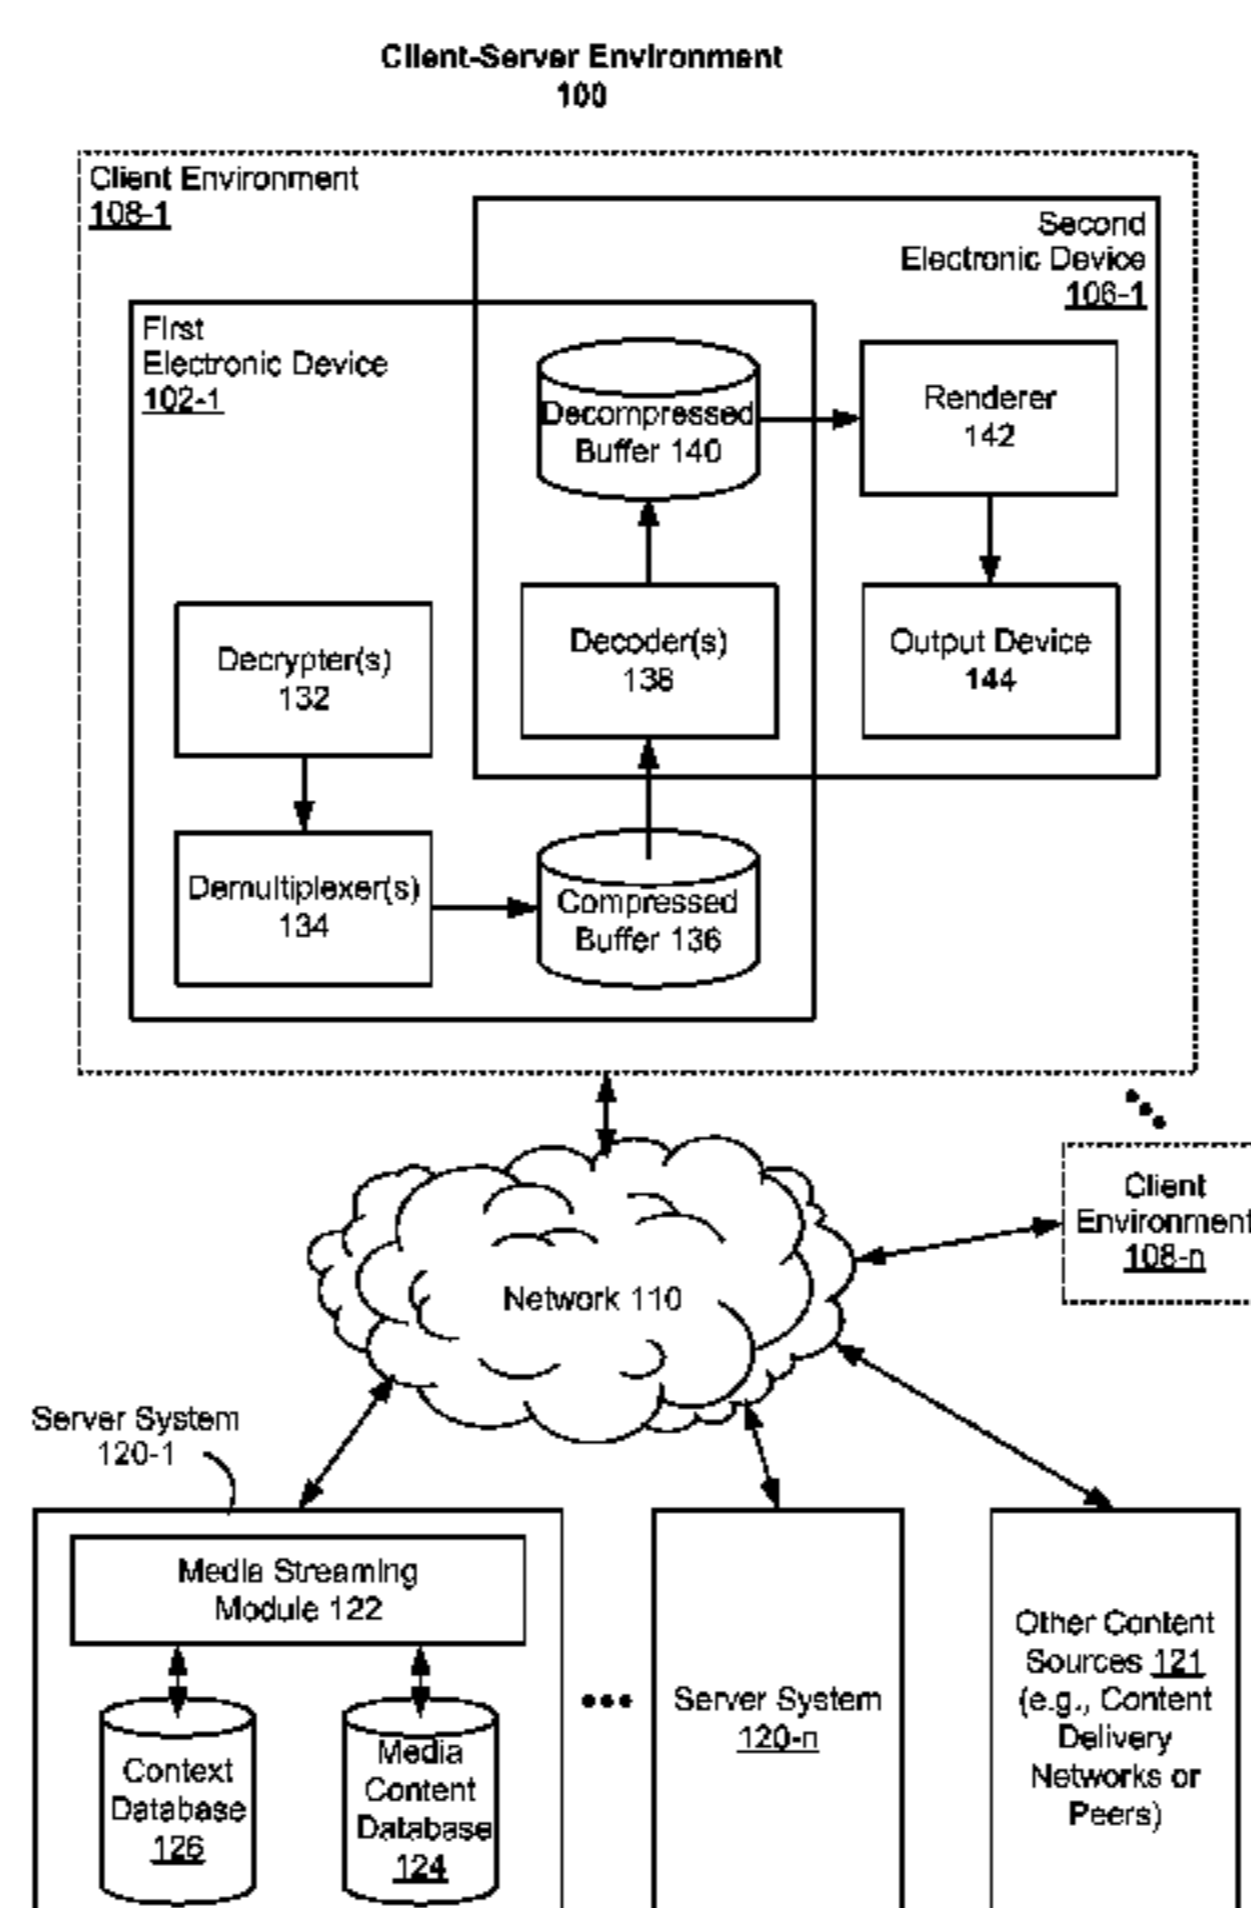 Client-Server Environment
100
Client Environment
108-1
Second
Electronic Device
106-1
First
Electronic Device
102-1
Decompressed
Buffer 140
Renderer
142
Decrypter(s)
132
Decoder(s)
138
Output Device
144
Demultiplexer(s)
134
Compressed
Buffer 136
Client
Environment
108-n
Network 110
Server System
120-1
Media Streaming
Module 122
Context
Database
126
Media
Content
Database
124
Server System
120-n
Other Content
Sources 121
(e.g., Content
Delivery
Networks or
Peers)